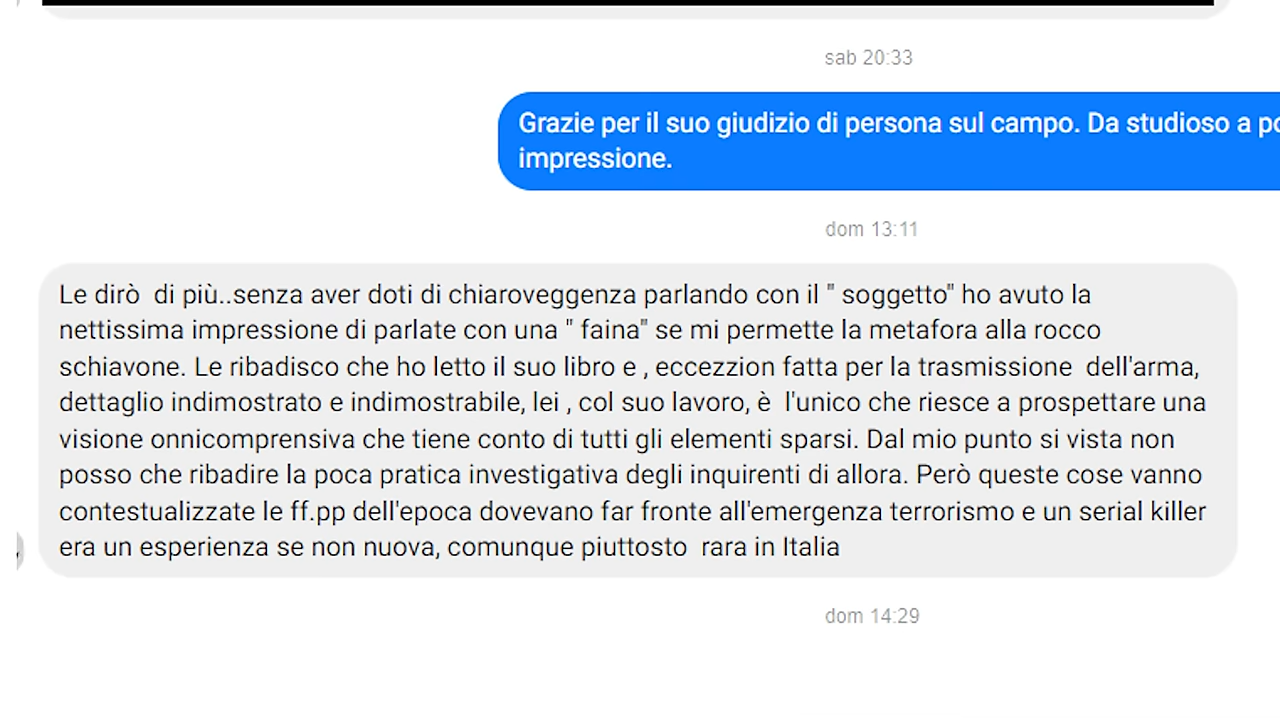 sab 20:33
Grazie per il suo giudizio di persona sul campo. Da studioso a
impressione.
dom 13:11
Le dirò  di più..senza aver doti di chiaroveggenza parlando con il " soggetto" ho avuto la
nettissima impressione di parlate con una " faina" se mi permette la metafora alla rocco
schiavone. Le ribadisco che ho letto il suo libro e , eccezzion fatta per la trasmissione  dell'arma,
dettaglio indimostrato e indimostrabile, lei , col suo lavoro, è  l'unico che riesce a prospettare una
visione onnicomprensiva che tiene conto di tutti gli elementi sparsi. Dal mio punto si vista non
posso che ribadire la poca pratica investigativa degli inquirenti di allora. Però queste cose vanno
contestualizzate le ff.pp dell'epoca dovevano far fronte all'emergenza terrorismo e un serial killer
era un esperienza se non nuova, comunque piuttosto  rara in Italia
dom 14:29